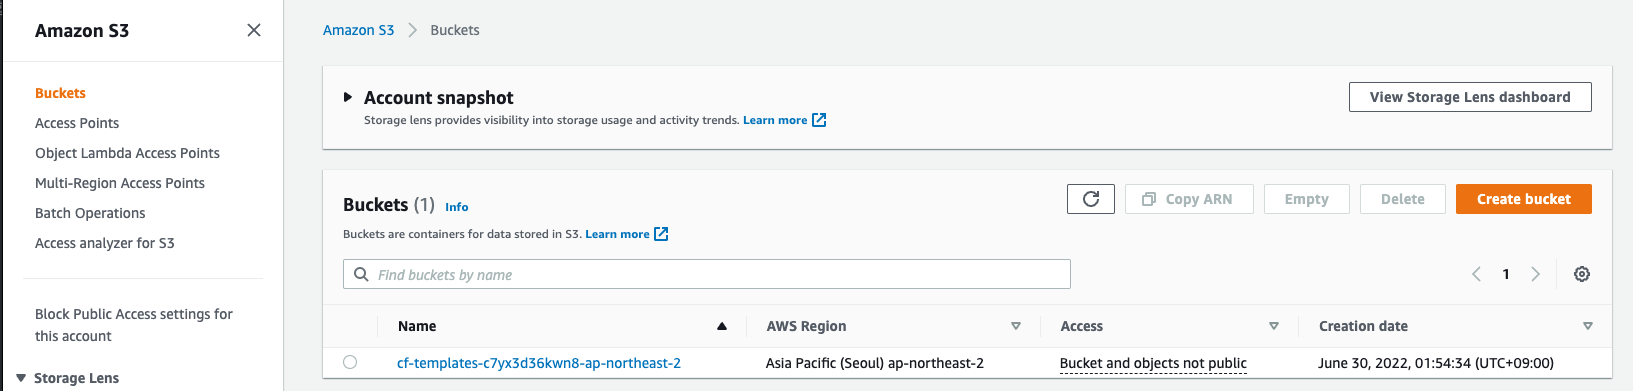 Amazon S3
Buckets
Access Points
Object Lambda Access Points
Multi-Region Access Points
Batch Operations
Access analyzer for S3
Block Public Access settings for
this account
Storage Lens
Amazon S3 > Buckets
Account snapshot
Storage lens provides visibility into storage usage and activity trends. Learn more
View Storage Lens dashboard
Buckets (1) Info
Buckets are containers for data stored in S3. Learn more
Copy ARN Empty Delete Create bucket
Find buckets by name
1
Name AWS Region Access Creation date
cf-templates-c7yx3d36kwn8-ap-northeast-2 Asia Pacific (Seoul) ap-northeast-2 Bucket and objects not public June 30, 2022, 01:54:34 (UTC+09:00)